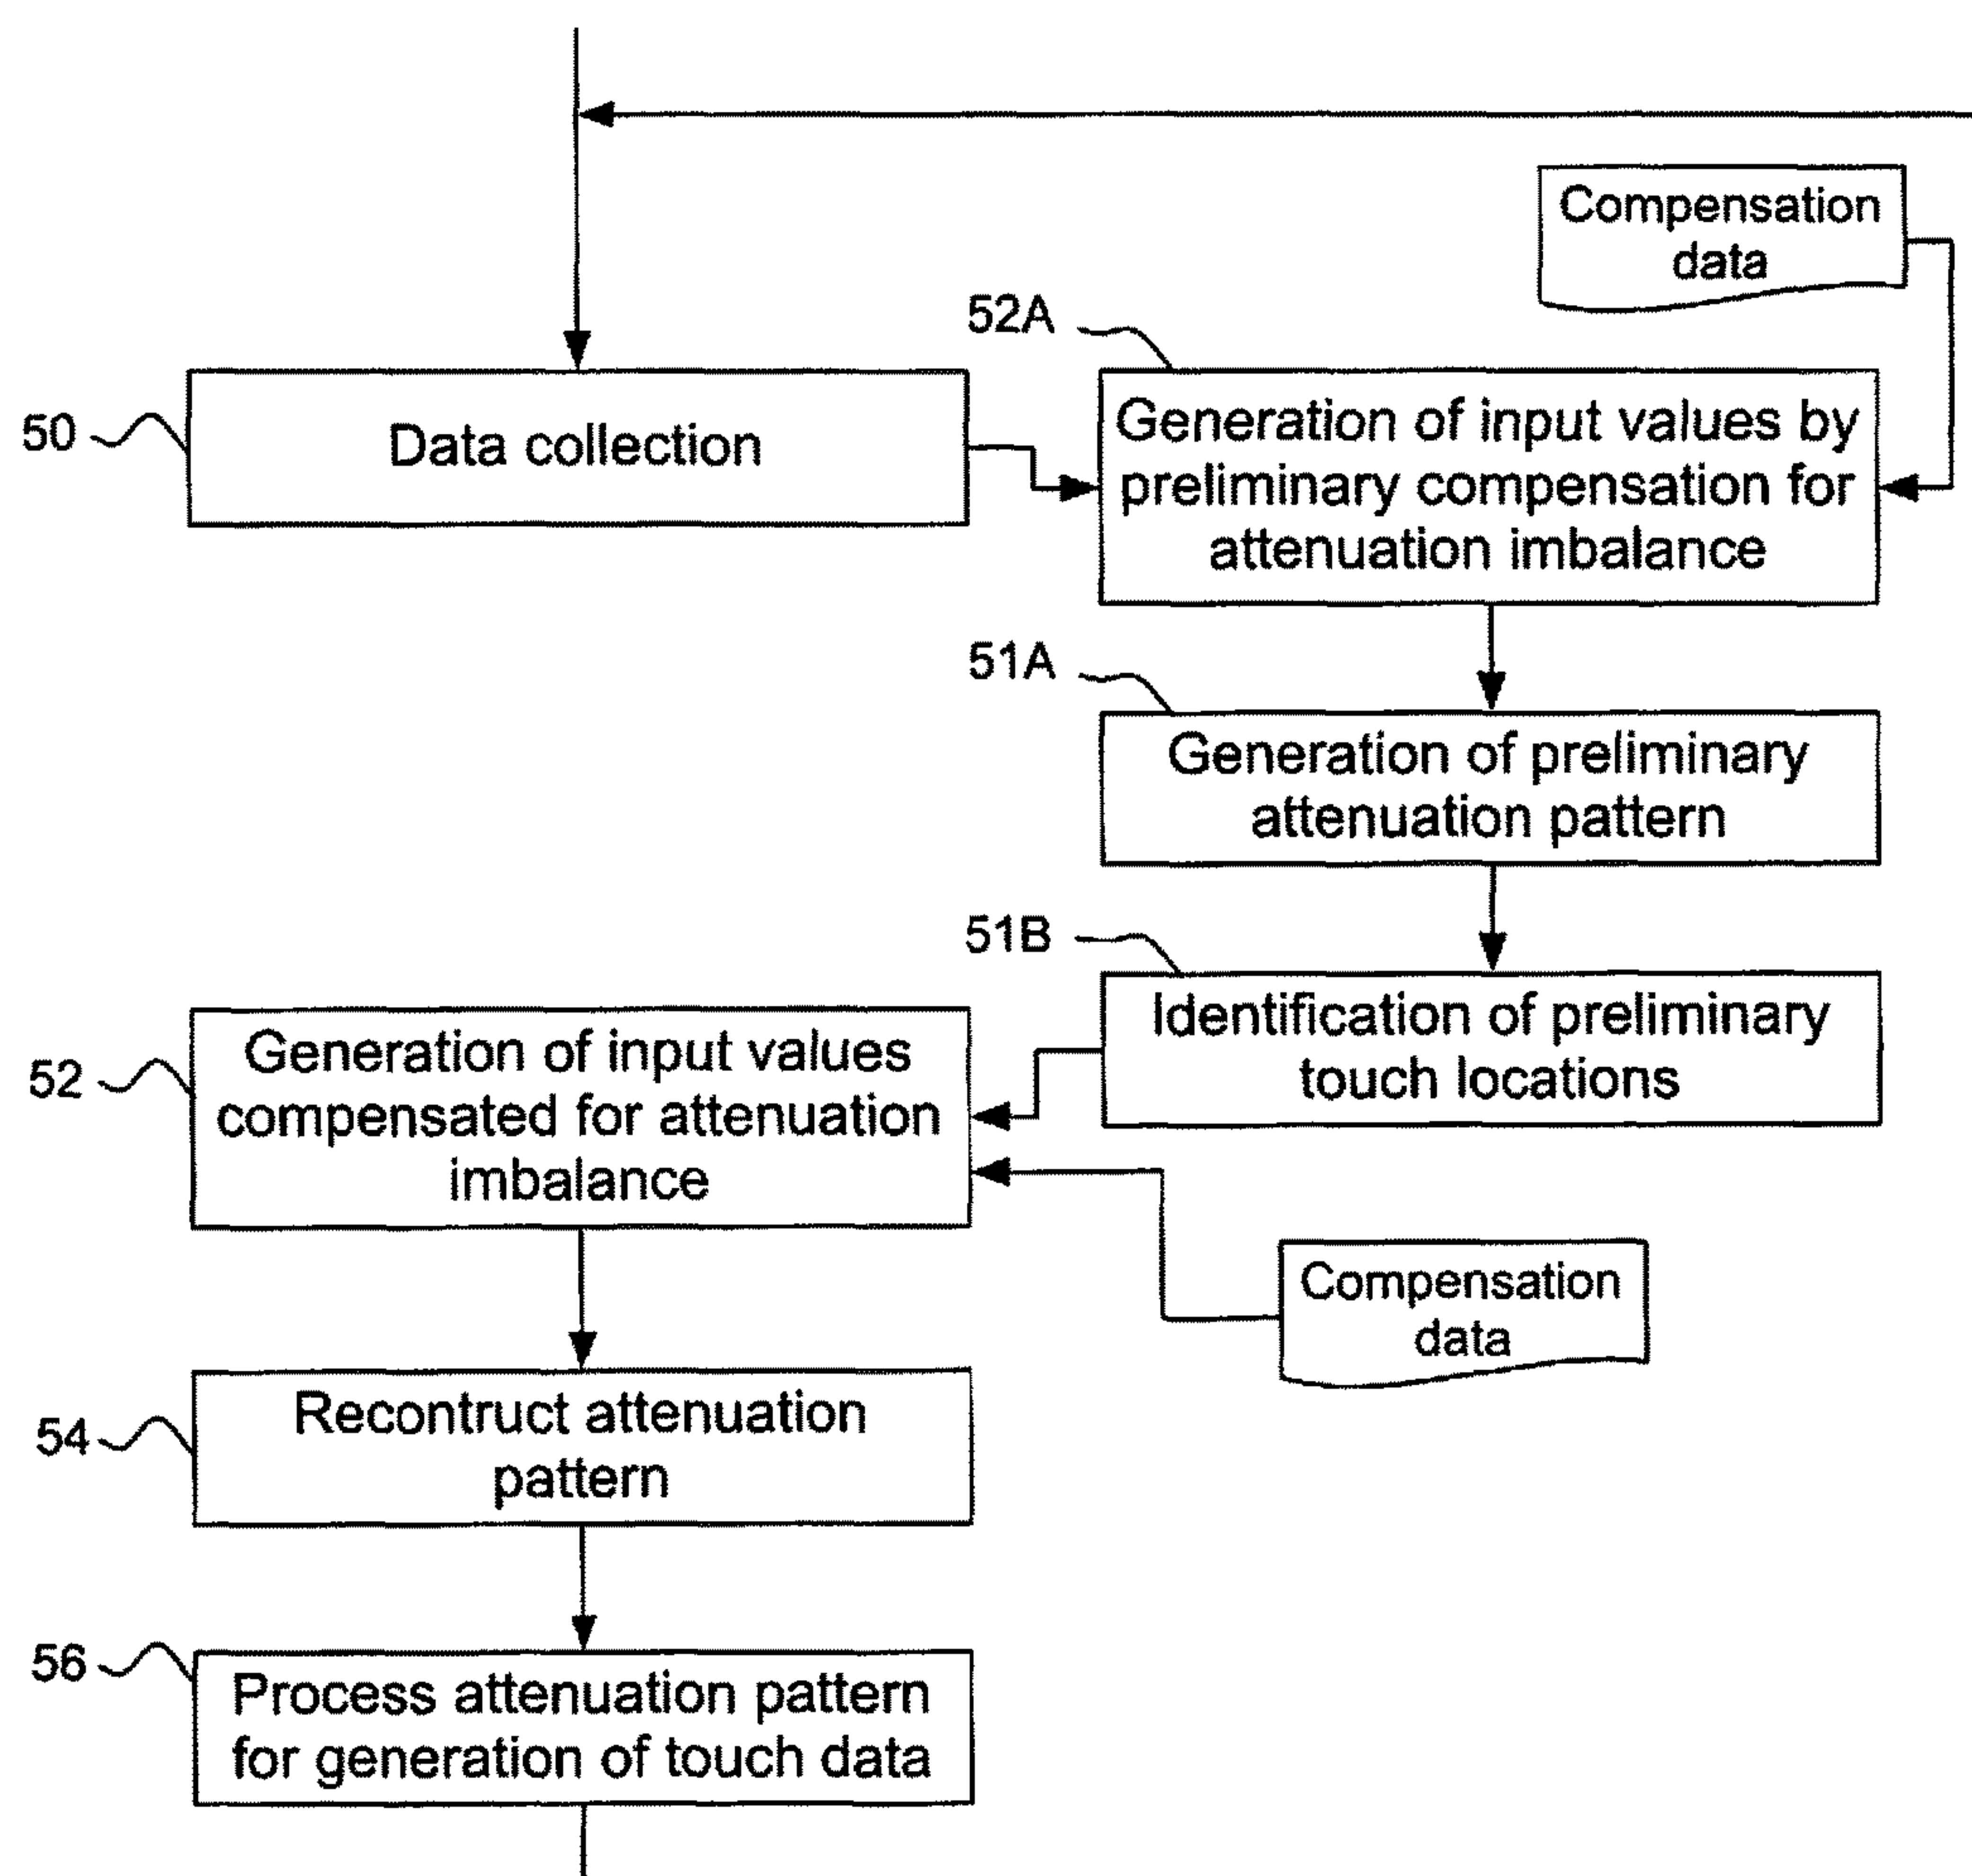 Compensation
data
52A
50
Data collection
Generation of input values by
preliminary compensation for
attenuation imbalance
51A
Generation of preliminary
attenuation pattern
51B
Identification of preliminary
touch locations
52
Generation of input values
compensated for attenuation
imbalance
Compensation
data
54
Recontruct attenuation
pattern
56
Process attenuation pattern
for generation of touch data